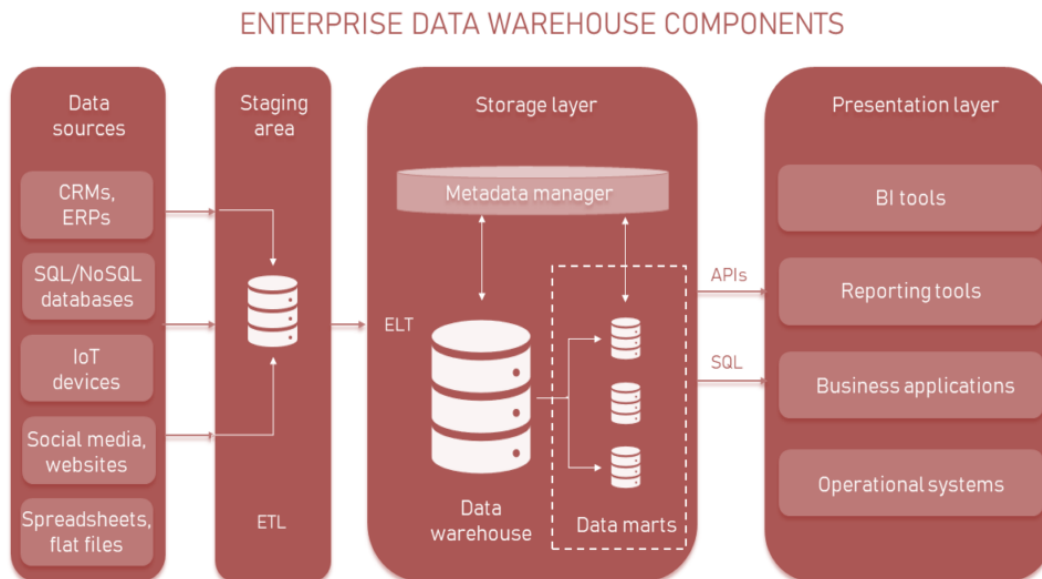 ENTERPRISE DATA WAREHOUSE COMPONENTS
Data
sources
CRMs,
ERPs
SQL/NoSQL
databases
IoT
devices
Social media,
websites
Spreadsheets,
flat files
Staging
area
ETL
Storage layer
Metadata manager
ELT
Data
warehouse
Data marts
APIs
SQL
Presentation layer
BI tools
Reporting tools
Business applications
Operational systems